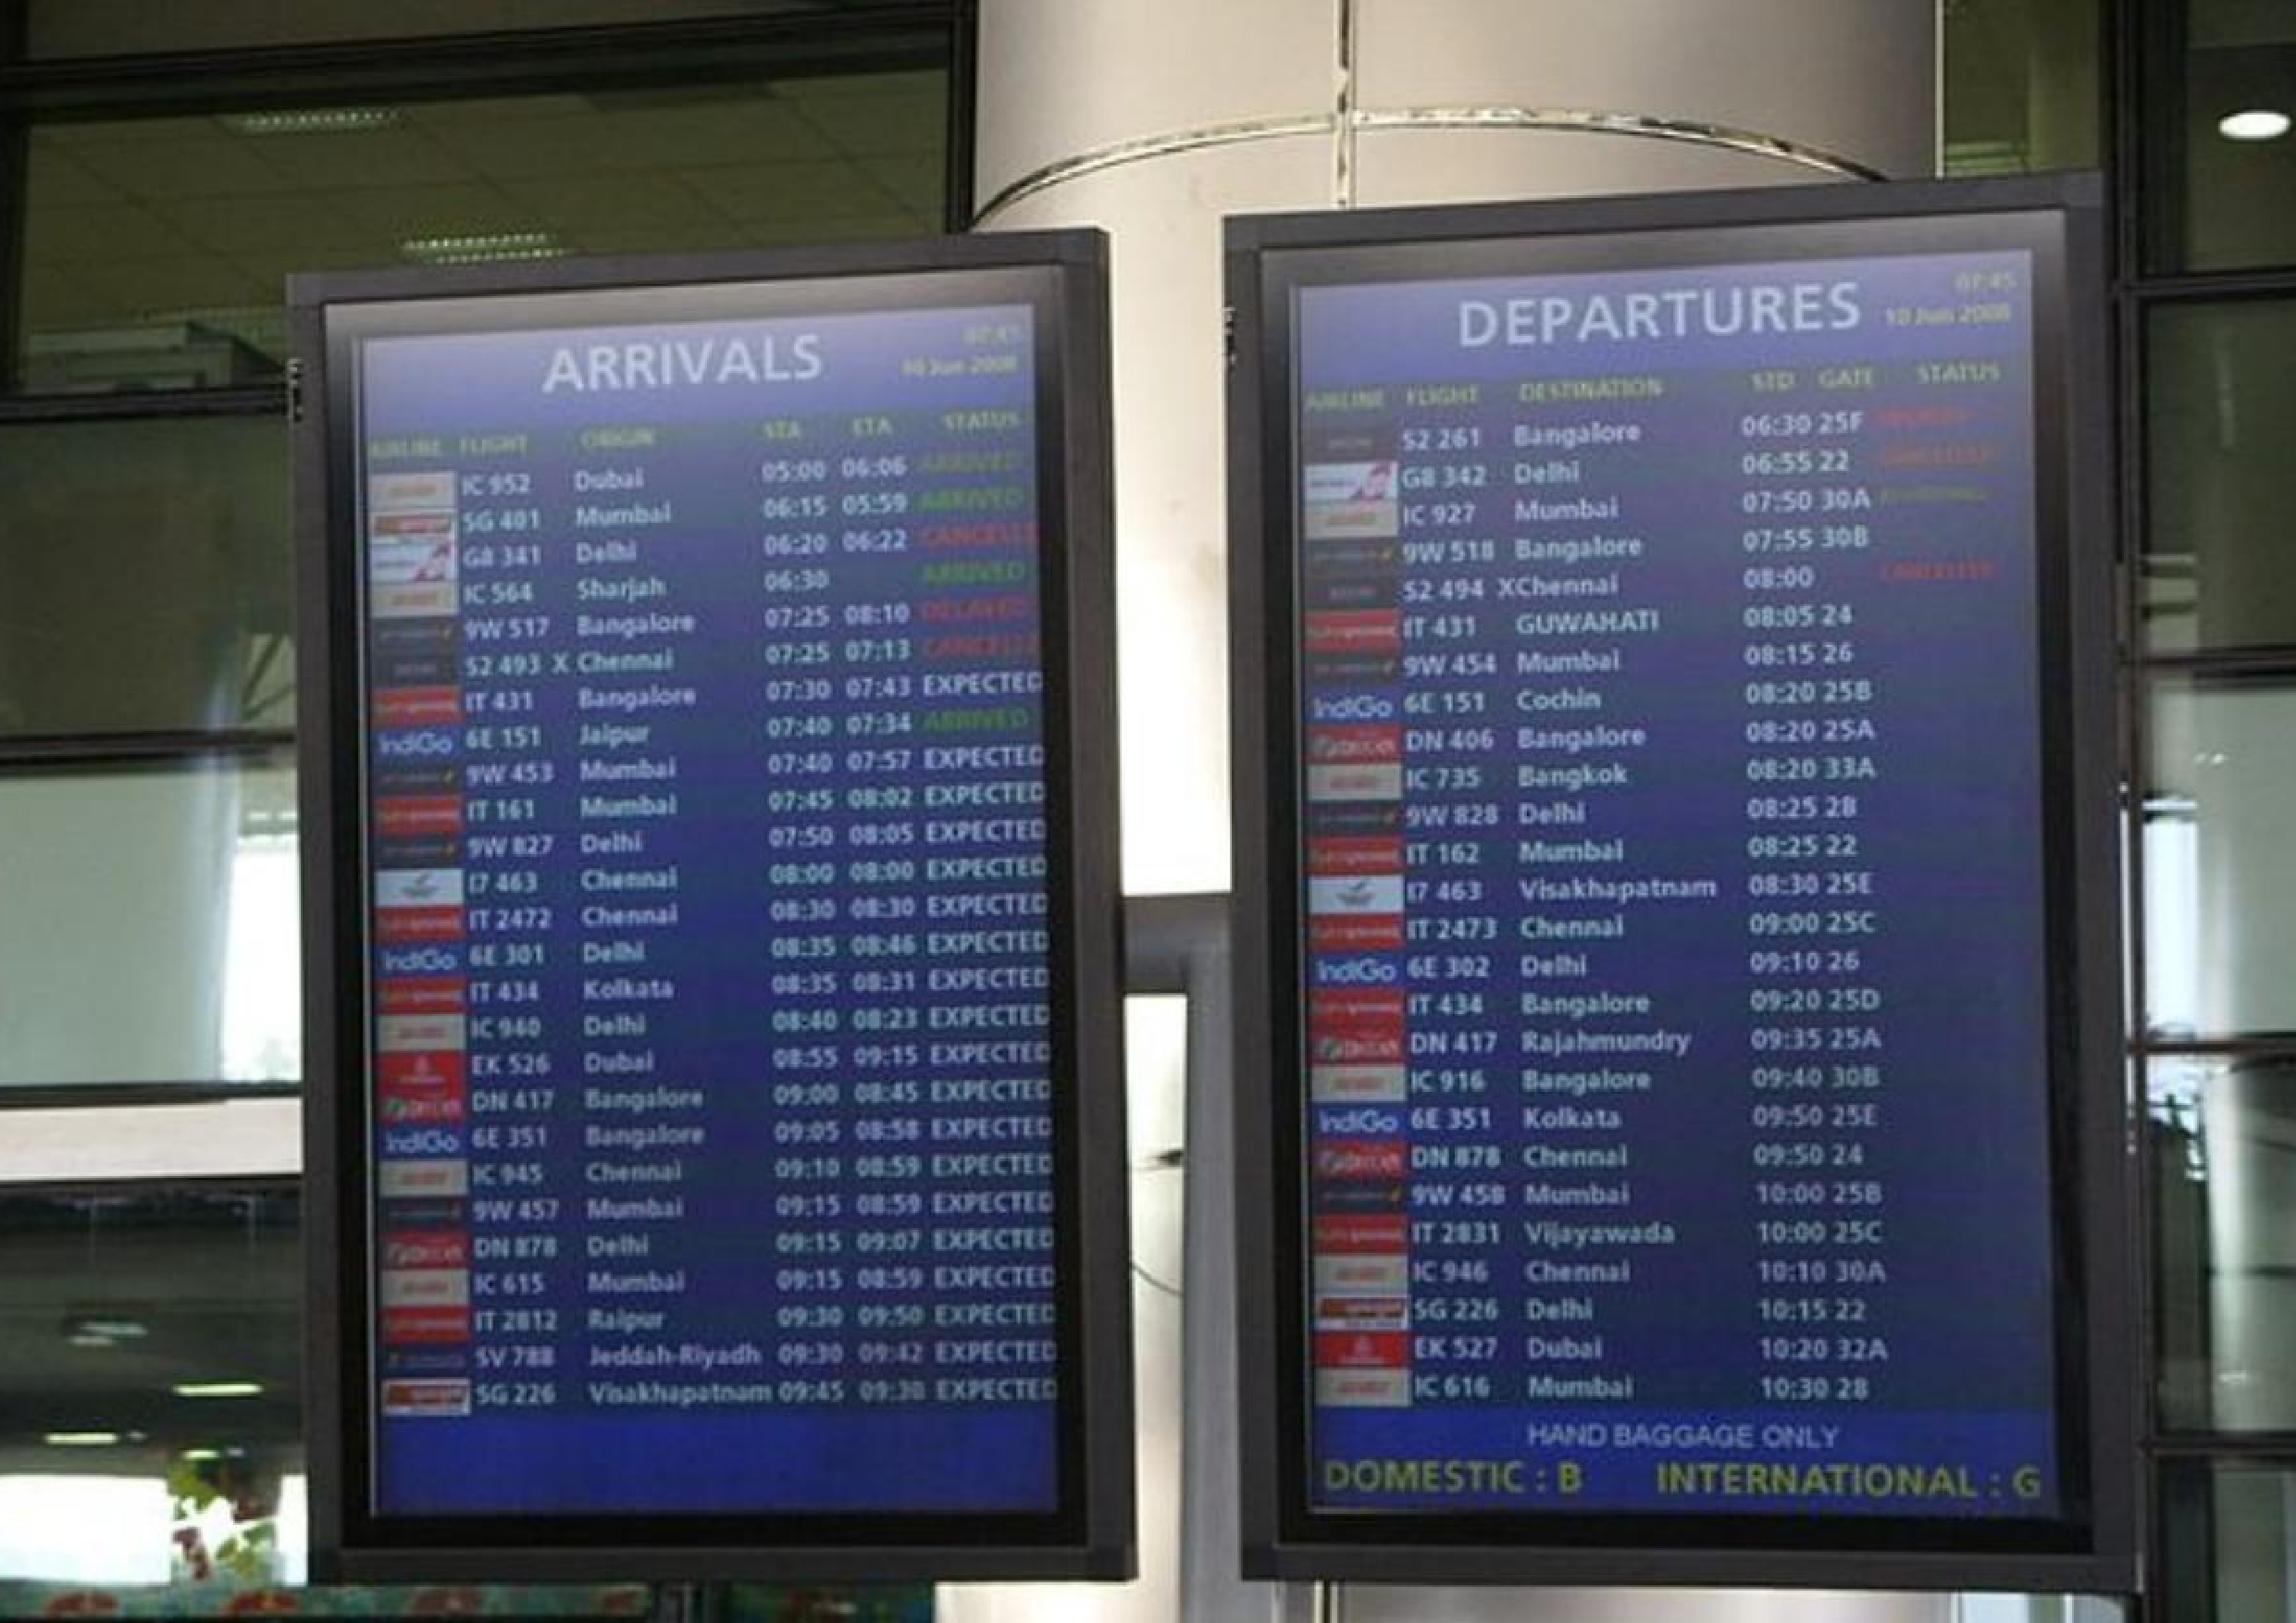 ARRIVALS
10 Jun 2008
AIRLINE FLIGHT ORIGIN STA ETA STATUS
IC 952 Dubai 05:00 06:06 ARRIVED
SG 401 Mumbai 06:15 05:59 ARRIVED
G8 341 Delhi 06:20 06:22 CANCELL
IC 564 Sharjah 06:30 ARRIVED
9W 517 Bangalore 07:25 08:10 DELAYED
S2 493 X Chennai 07:25 07:13 CANCELL
IT 431 Bangalore 07:30 07:43 EXPECTED
IndiGo 6E 151 Jaipur 07:40 07:34 ARRIVED
9W 453 Mumbai 07:40 07:57 EXPECTED
IT 161 Mumbai 07:45 08:02 EXPECTED
9W 827 Delhi 07:50 08:05 EXPECTED
I7 463 Chennai 08:00 08:00 EXPECTED
IT 2472 Chennai 08:30 08:30 EXPECTED
IndiGo 6E 301 Delhi 08:35 08:46 EXPECTED
IT 434 Kolkata 08:35 08:31 EXPECTED
IC 940 Delhi 08:40 08:23 EXPECTED
EK 526 Dubai 08:55 09:15 EXPECTED
DN 417 Bangalore 09:00 08:45 EXPECTED
IndiGo 6E 351 Bangalore 09:05 08:58 EXPECTED
IC 945 Chennai 09:10 08:59 EXPECTED
9W 457 Mumbai 09:15 08:59 EXPECTED
DN 878 Delhi 09:15 09:07 EXPECTED
IC 615 Mumbai 09:15 08:59 EXPECTED
IT 2812 Raipur 09:30 09:50 EXPECTED
SV 788 Jeddah-Riyadh 09:30 09:42 EXPECTED
SG 226 Visakhapatnam 09:45 09:38 EXPECTED
DEPARTURES
07:45
10 Jun 2008
AIRLINE FLIGHT DESTINATION STD GATE STATUS
S2 261 Bangalore 06:30 25F
G8 342 Delhi 06:55 22 CANCELLED
IC 927 Mumbai 07:50 30A
9W 518 Bangalore 07:55 30B
S2 494 XChennai 08:00 CANCELLED
IT 431 GUWAHATI 08:05 24
9W 454 Mumbai 08:15 26
IndiGo 6E 151 Cochin 08:20 25B
DN 406 Bangalore 08:20 25A
IC 735 Bangkok 08:20 33A
9W 828 Delhi 08:25 28
IT 162 Mumbai 08:25 22
I7 463 Visakhapatnam 08:30 25E
IT 2473 Chennai 09:00 25C
IndiGo 6E 302 Delhi 09:10 26
IT 434 Bangalore 09:20 25D
DN 417 Rajahmundry 09:35 25A
IC 916 Bangalore 09:40 30B
IndiGo 6E 351 Kolkata 09:50 25E
DN 878 Chennai 09:50 24
9W 458 Mumbai 10:00 25B
IT 2831 Vijayawada 10:00 25C
IC 946 Chennai 10:10 30A
SG 226 Delhi 10:15 22
EK 527 Dubai 10:20 32A
IC 616 Mumbai 10:30 28
HAND BAGGAGE ONLY
DOMESTIC : B INTERNATIONAL : G